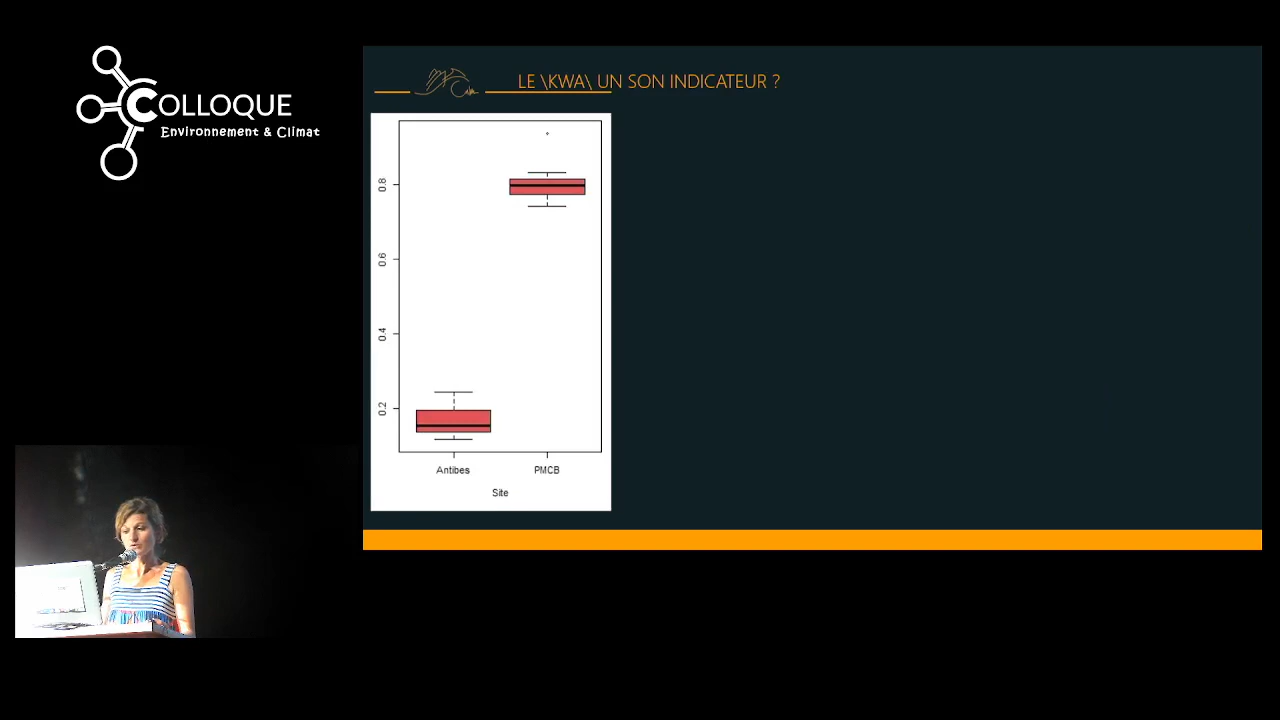 COLLOQUE
Environnement & Climat
LE \KWA\ UN SON INDICATEUR ?
0.8
0.6
0.4
0.2
Antibes PMCB
Site